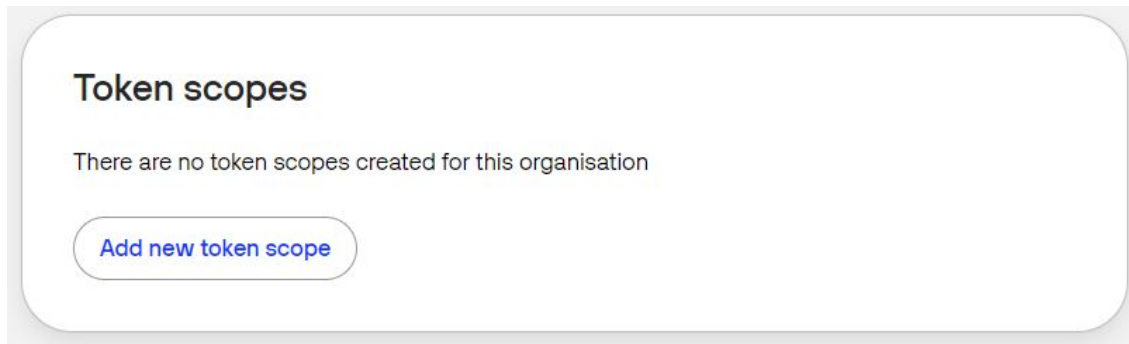 Token scopes
There are no token scopes created for this organisation
Add new token scope